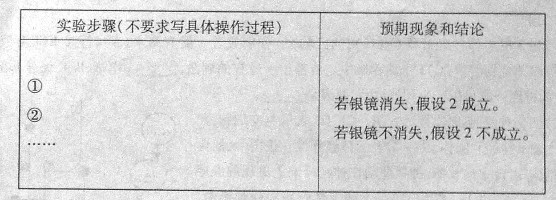 实验步骤(不要求写具体操作过程)
预期现象和结论
①
②
……
若银镜消失,假设 2 成立。
若银镜不消失,假设 2 不成立。